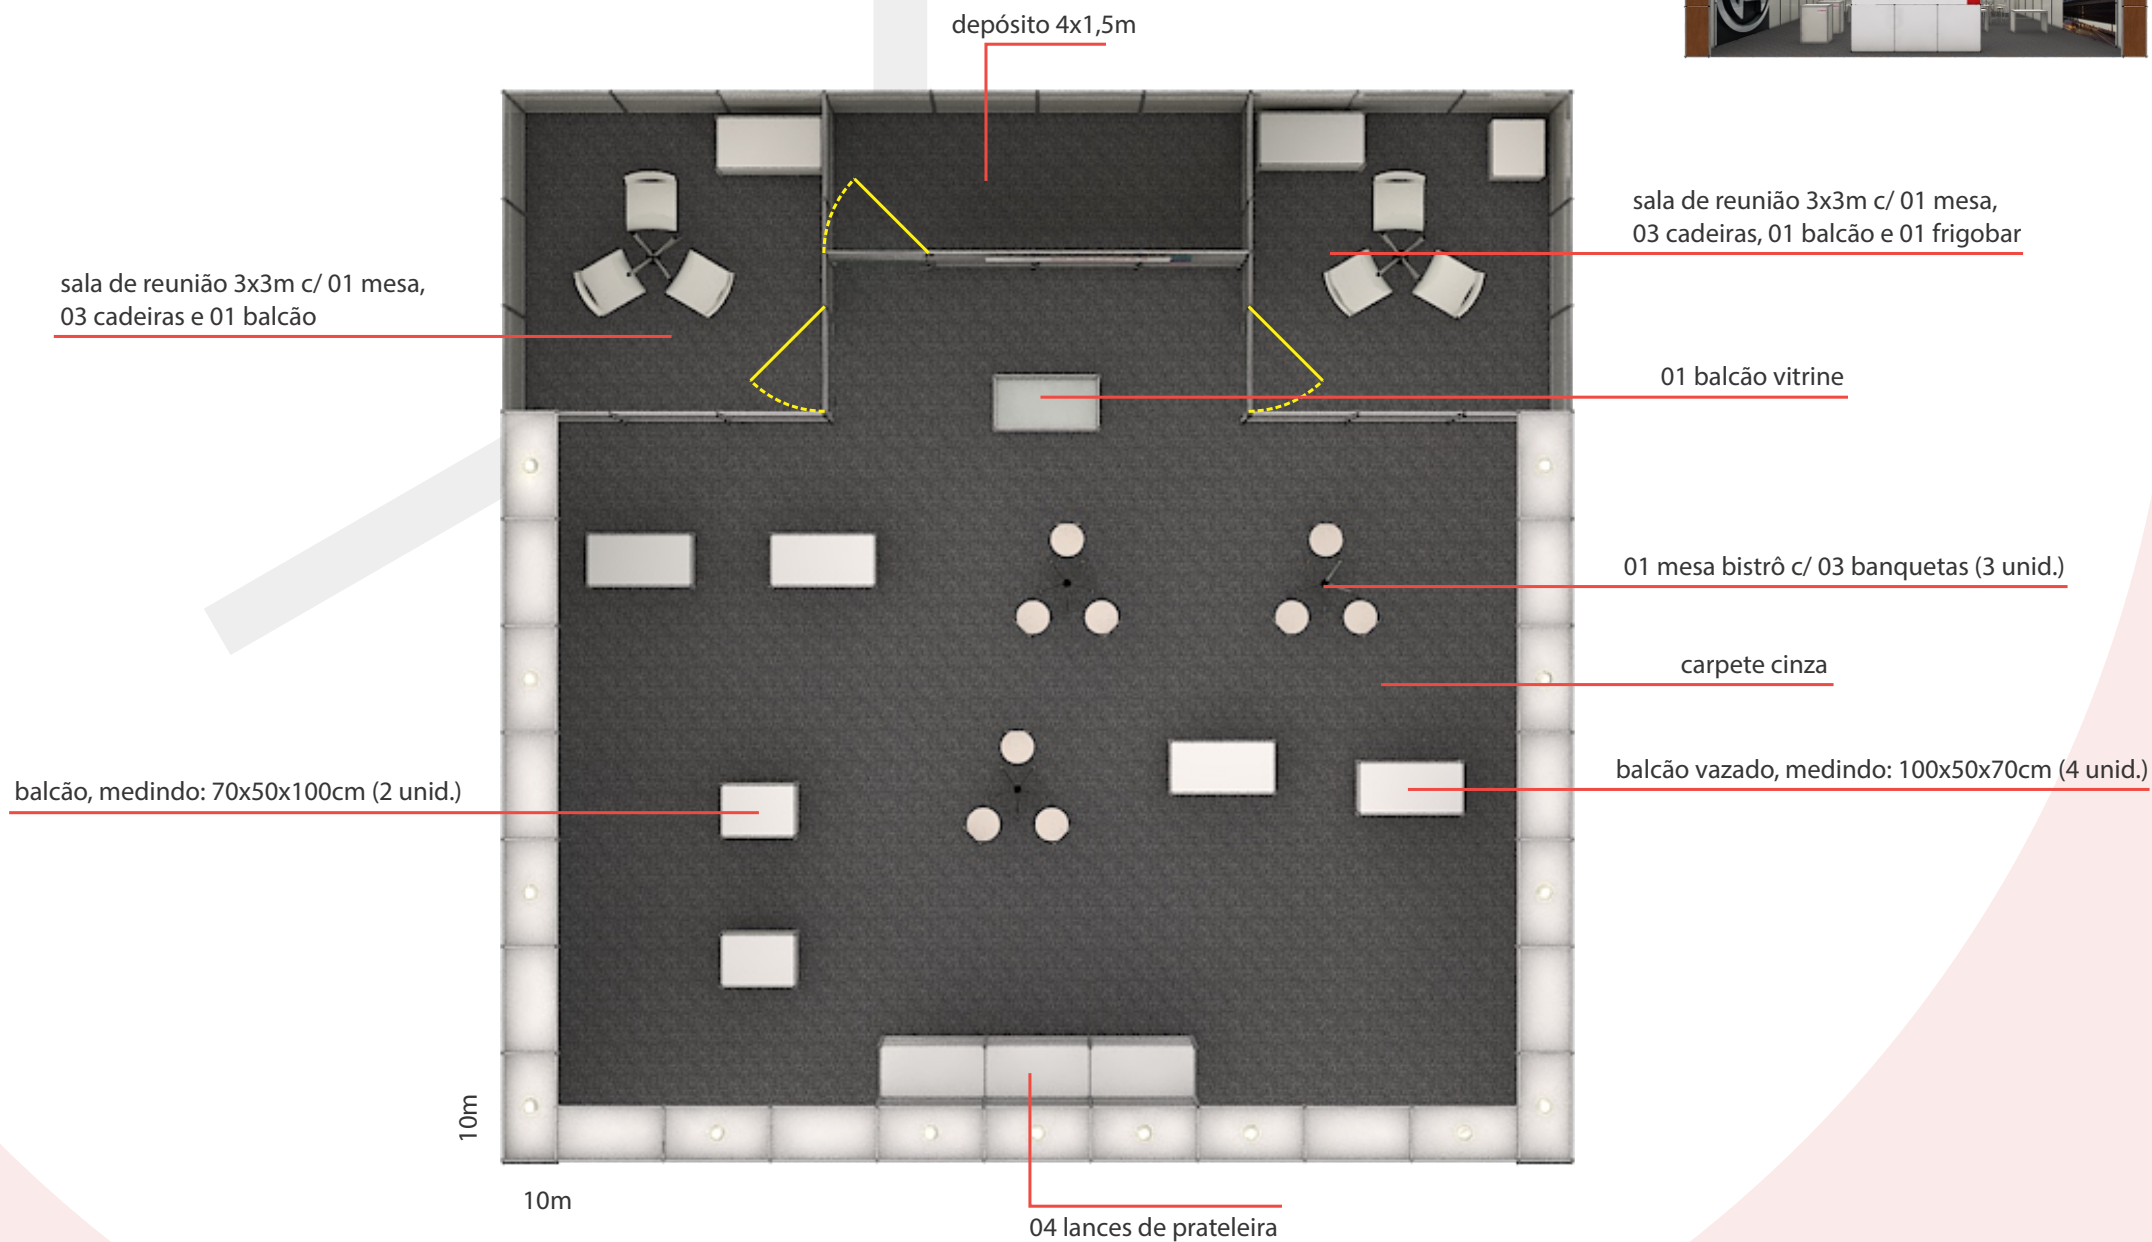 depósito 4x1,5m
sala de reunião 3x3m c/ 01 mesa,
03 cadeiras, 01 balcão e 01 frigobar
sala de reunião 3x3m c/ 01 mesa,
03 cadeiras e 01 balcão
01 balcão vitrine
01 mesa bistrô c/ 03 banquetas (3 unid.)
carpete cinza
balcão vazado, medindo: 100x50x70cm (4 unid.)
balcão, medindo: 70x50x100cm (2 unid.)
10m
10m
04 lances de prateleira